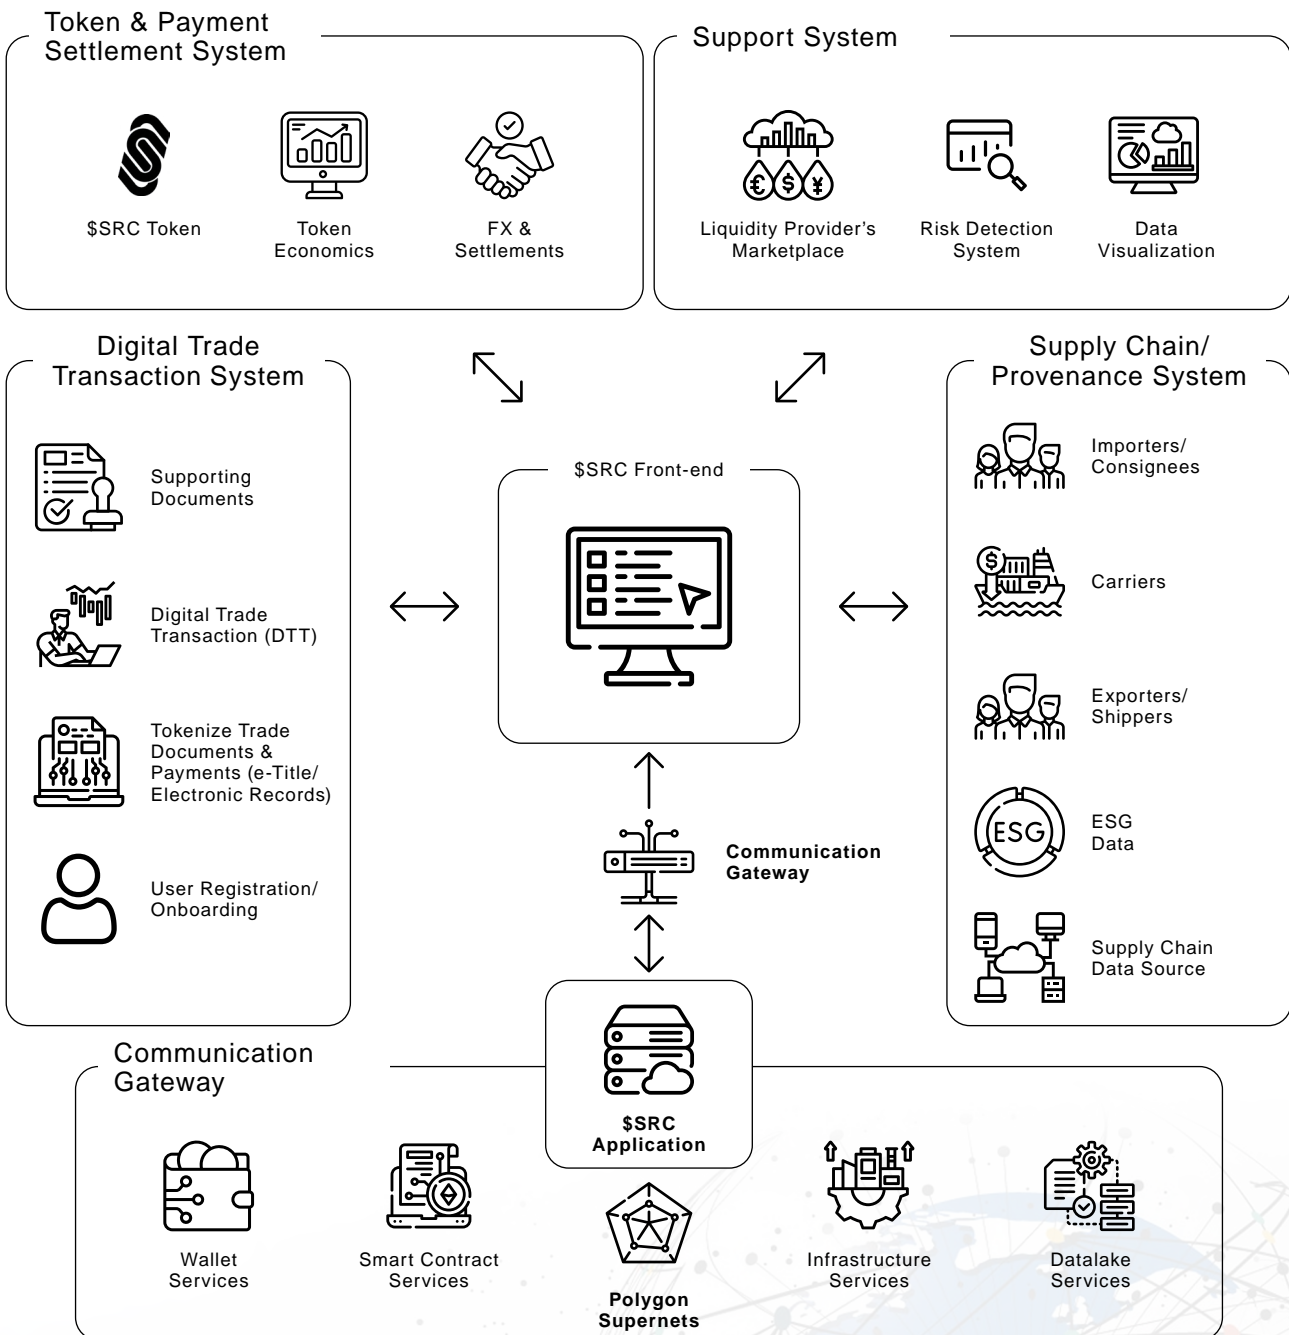 Token & Payment
Settlement System
$SRC Token
Token
Economics
FX &
Settlements
Support System
€
$
¥
Liquidity Provider's
Marketplace
Risk Detection
System
Data
Visualization
Digital Trade
Transaction System
Supporting
Documents
Digital Trade
Transaction (DTT)
Tokenize Trade
Documents &
Payments (e-Title/
Electronic Records)
User Registration/
Onboarding
$SRC Front-end
Communication
Gateway
Supply Chain/
Provenance System
Importers/
Consignees
$
Carriers
Exporters/
Shippers
ESG
ESG
Data
Supply Chain
Data Source
Communication
Gateway
$SRC
Application
Wallet
Services
Smart Contract
Services
Polygon
Supernets
Infrastructure
Services
Datalake
Services